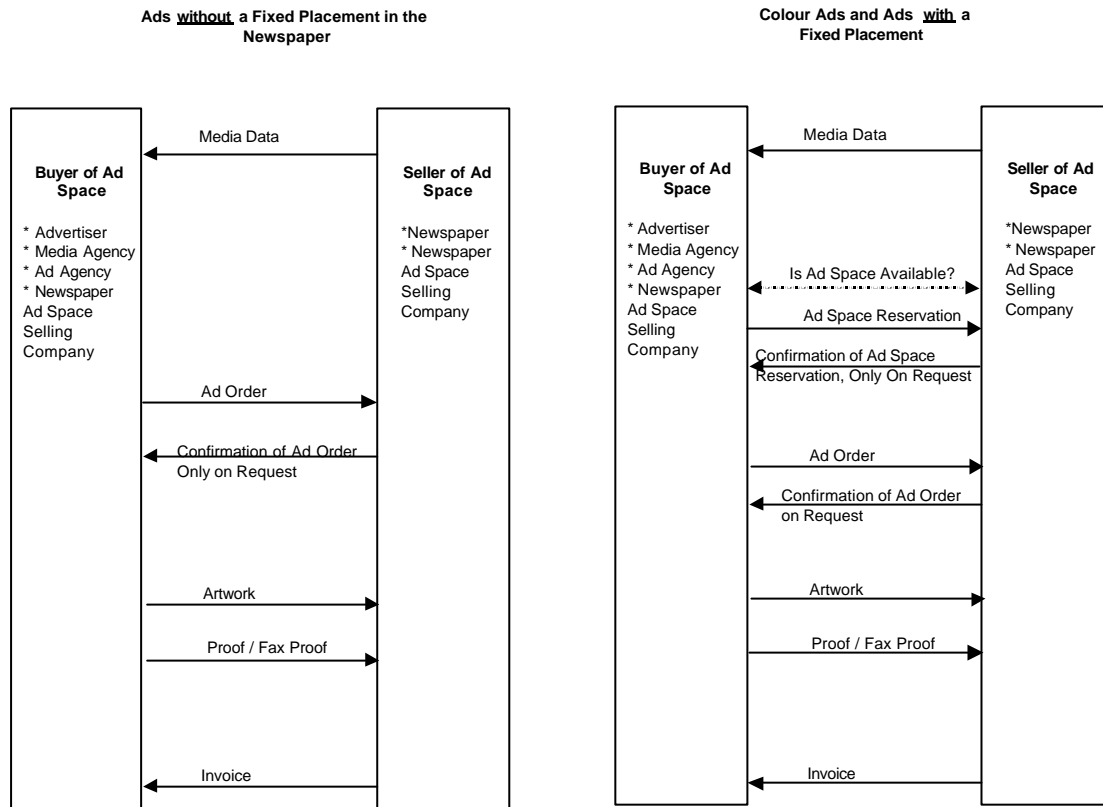 Ads without a Fixed Placement in the
Newspaper
Media Data
Buyer of Ad
Space
* Advertiser
* Media Agency
* Ad Agency
* Newspaper
Ad Space
Selling
Company
Seller of Ad
Space
*Newspaper
* Newspaper
Ad Space
Selling
Company
Ad Order
Confirmation of Ad Order
Only on Request
Artwork
Proof / Fax Proof
Invoice
Colour Ads and Ads with a
Fixed Placement
Media Data
Buyer of Ad
Space
* Advertiser
* Media Agency
* Ad Agency
* Newspaper
Ad Space
Selling
Company
Seller of Ad
Space
*Newspaper
* Newspaper
Ad Space
Selling
Company
Is Ad Space Available?
Ad Space Reservation
Confirmation of Ad Space
Reservation, Only On Request
Ad Order
Confirmation of Ad Order
on Request
Artwork
Proof / Fax Proof
Invoice